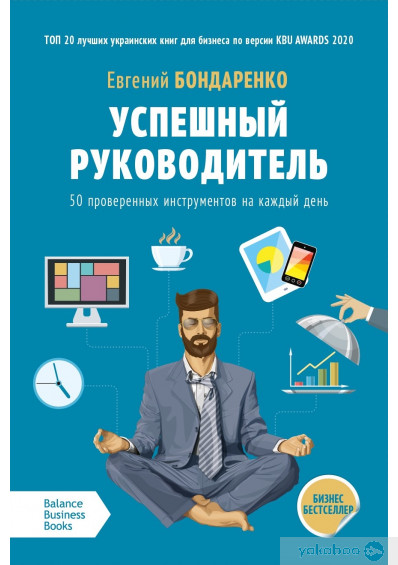 ТОП 20 лучших украинских книг для бизнеса по версии KBU AWARDS 2020
Евгений БОНДАРЕНКО
УСПЕШНЫЙ
РУКОВОДИТЕЛЬ
50 проверенных инструментов на каждый день
Balance
Business
Books
БИЗНЕС
БЕСТСЕЛЛЕР
yakaboo